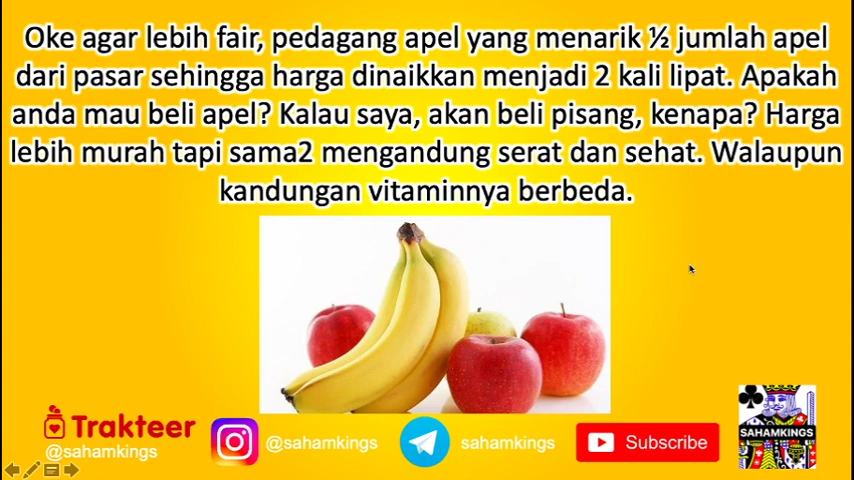 Oke agar lebih fair, pedagang apel yang menarik ½ jumlah apel
dari pasar sehingga harga dinaikkan menjadi 2 kali lipat. Apakah
anda mau beli apel? Kalau saya, akan beli pisang, kenapa? Harga
lebih murah tapi sama2 mengandung serat dan sehat. Walaupun
kandungan vitaminnya berbeda.
Trakteer
@sahamkings
@sahamkings
sahamkings
Subscribe
SAHAMKINGS